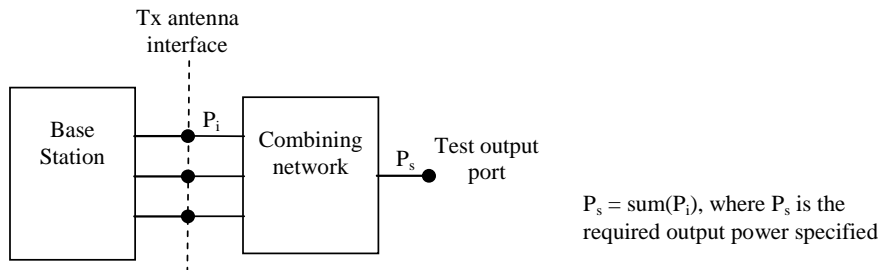 Tx antenna
interface
Base
Station
Pᵢ
Combining
network
Pₛ
Test output
port
Pₛ = sum(Pᵢ), where Pₛ is the
required output power specified